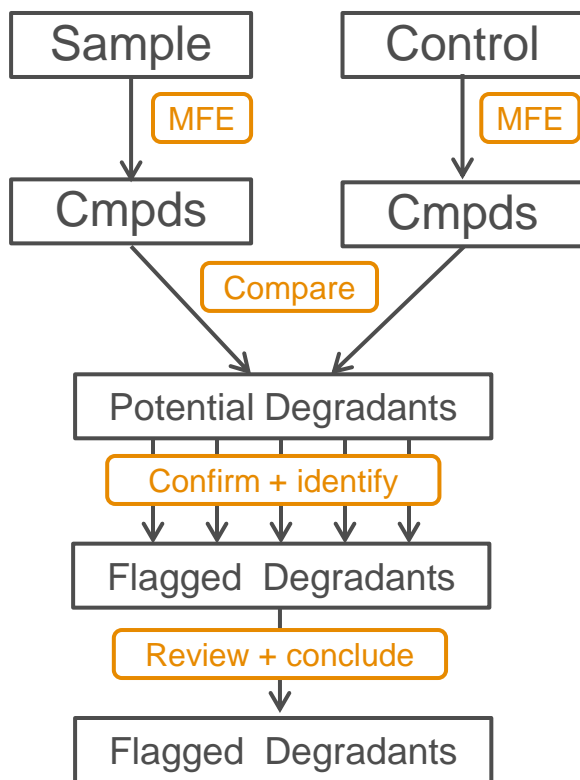 Sample
Control
MFE
MFE
Cmpds
Cmpds
Compare
Potential Degradants
Confirm + identify
Flagged Degradants
Review + conclude
Flagged Degradants